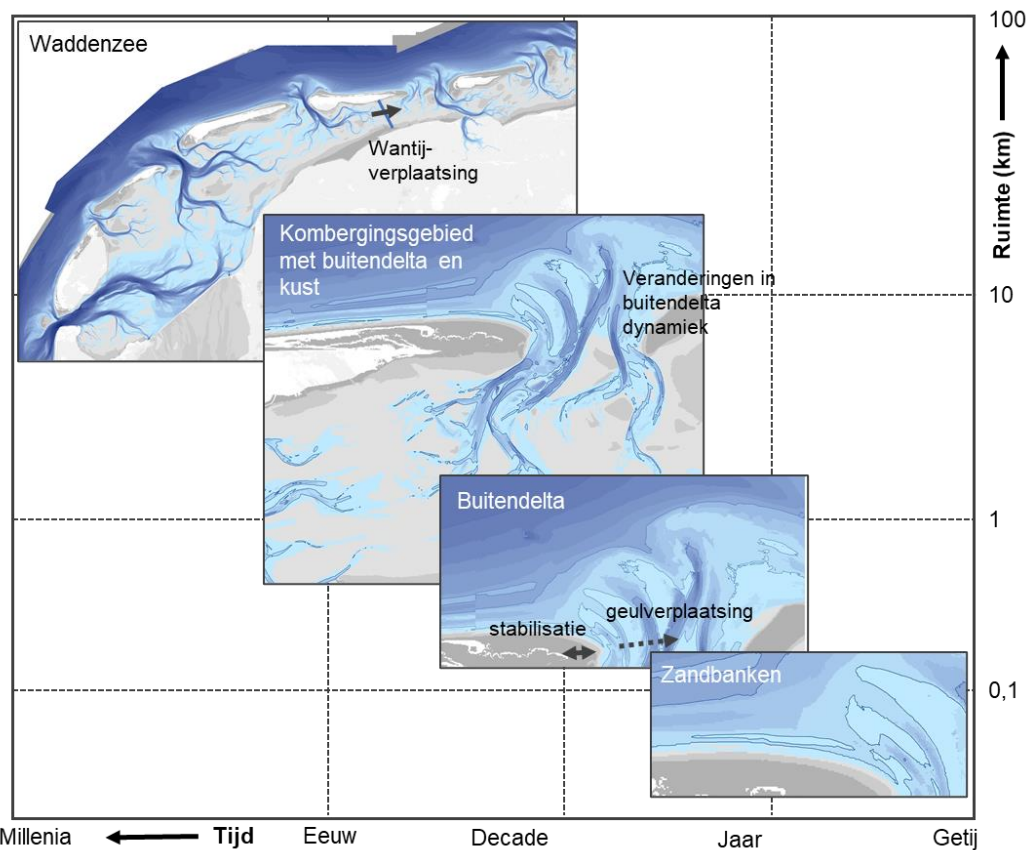 Waddenzee
Wantij-
verplaatsing
Kombergingsgebied
met buitendelta en
kust
Veranderingen in
buitendelta
dynamiek
Buitendelta
geulverplaatsing
stabilisatie
Zandbanken
100
Ruimte (km)
10
1
0,1
Millenia
Tijd
Eeuw
Decade
Jaar
Getij